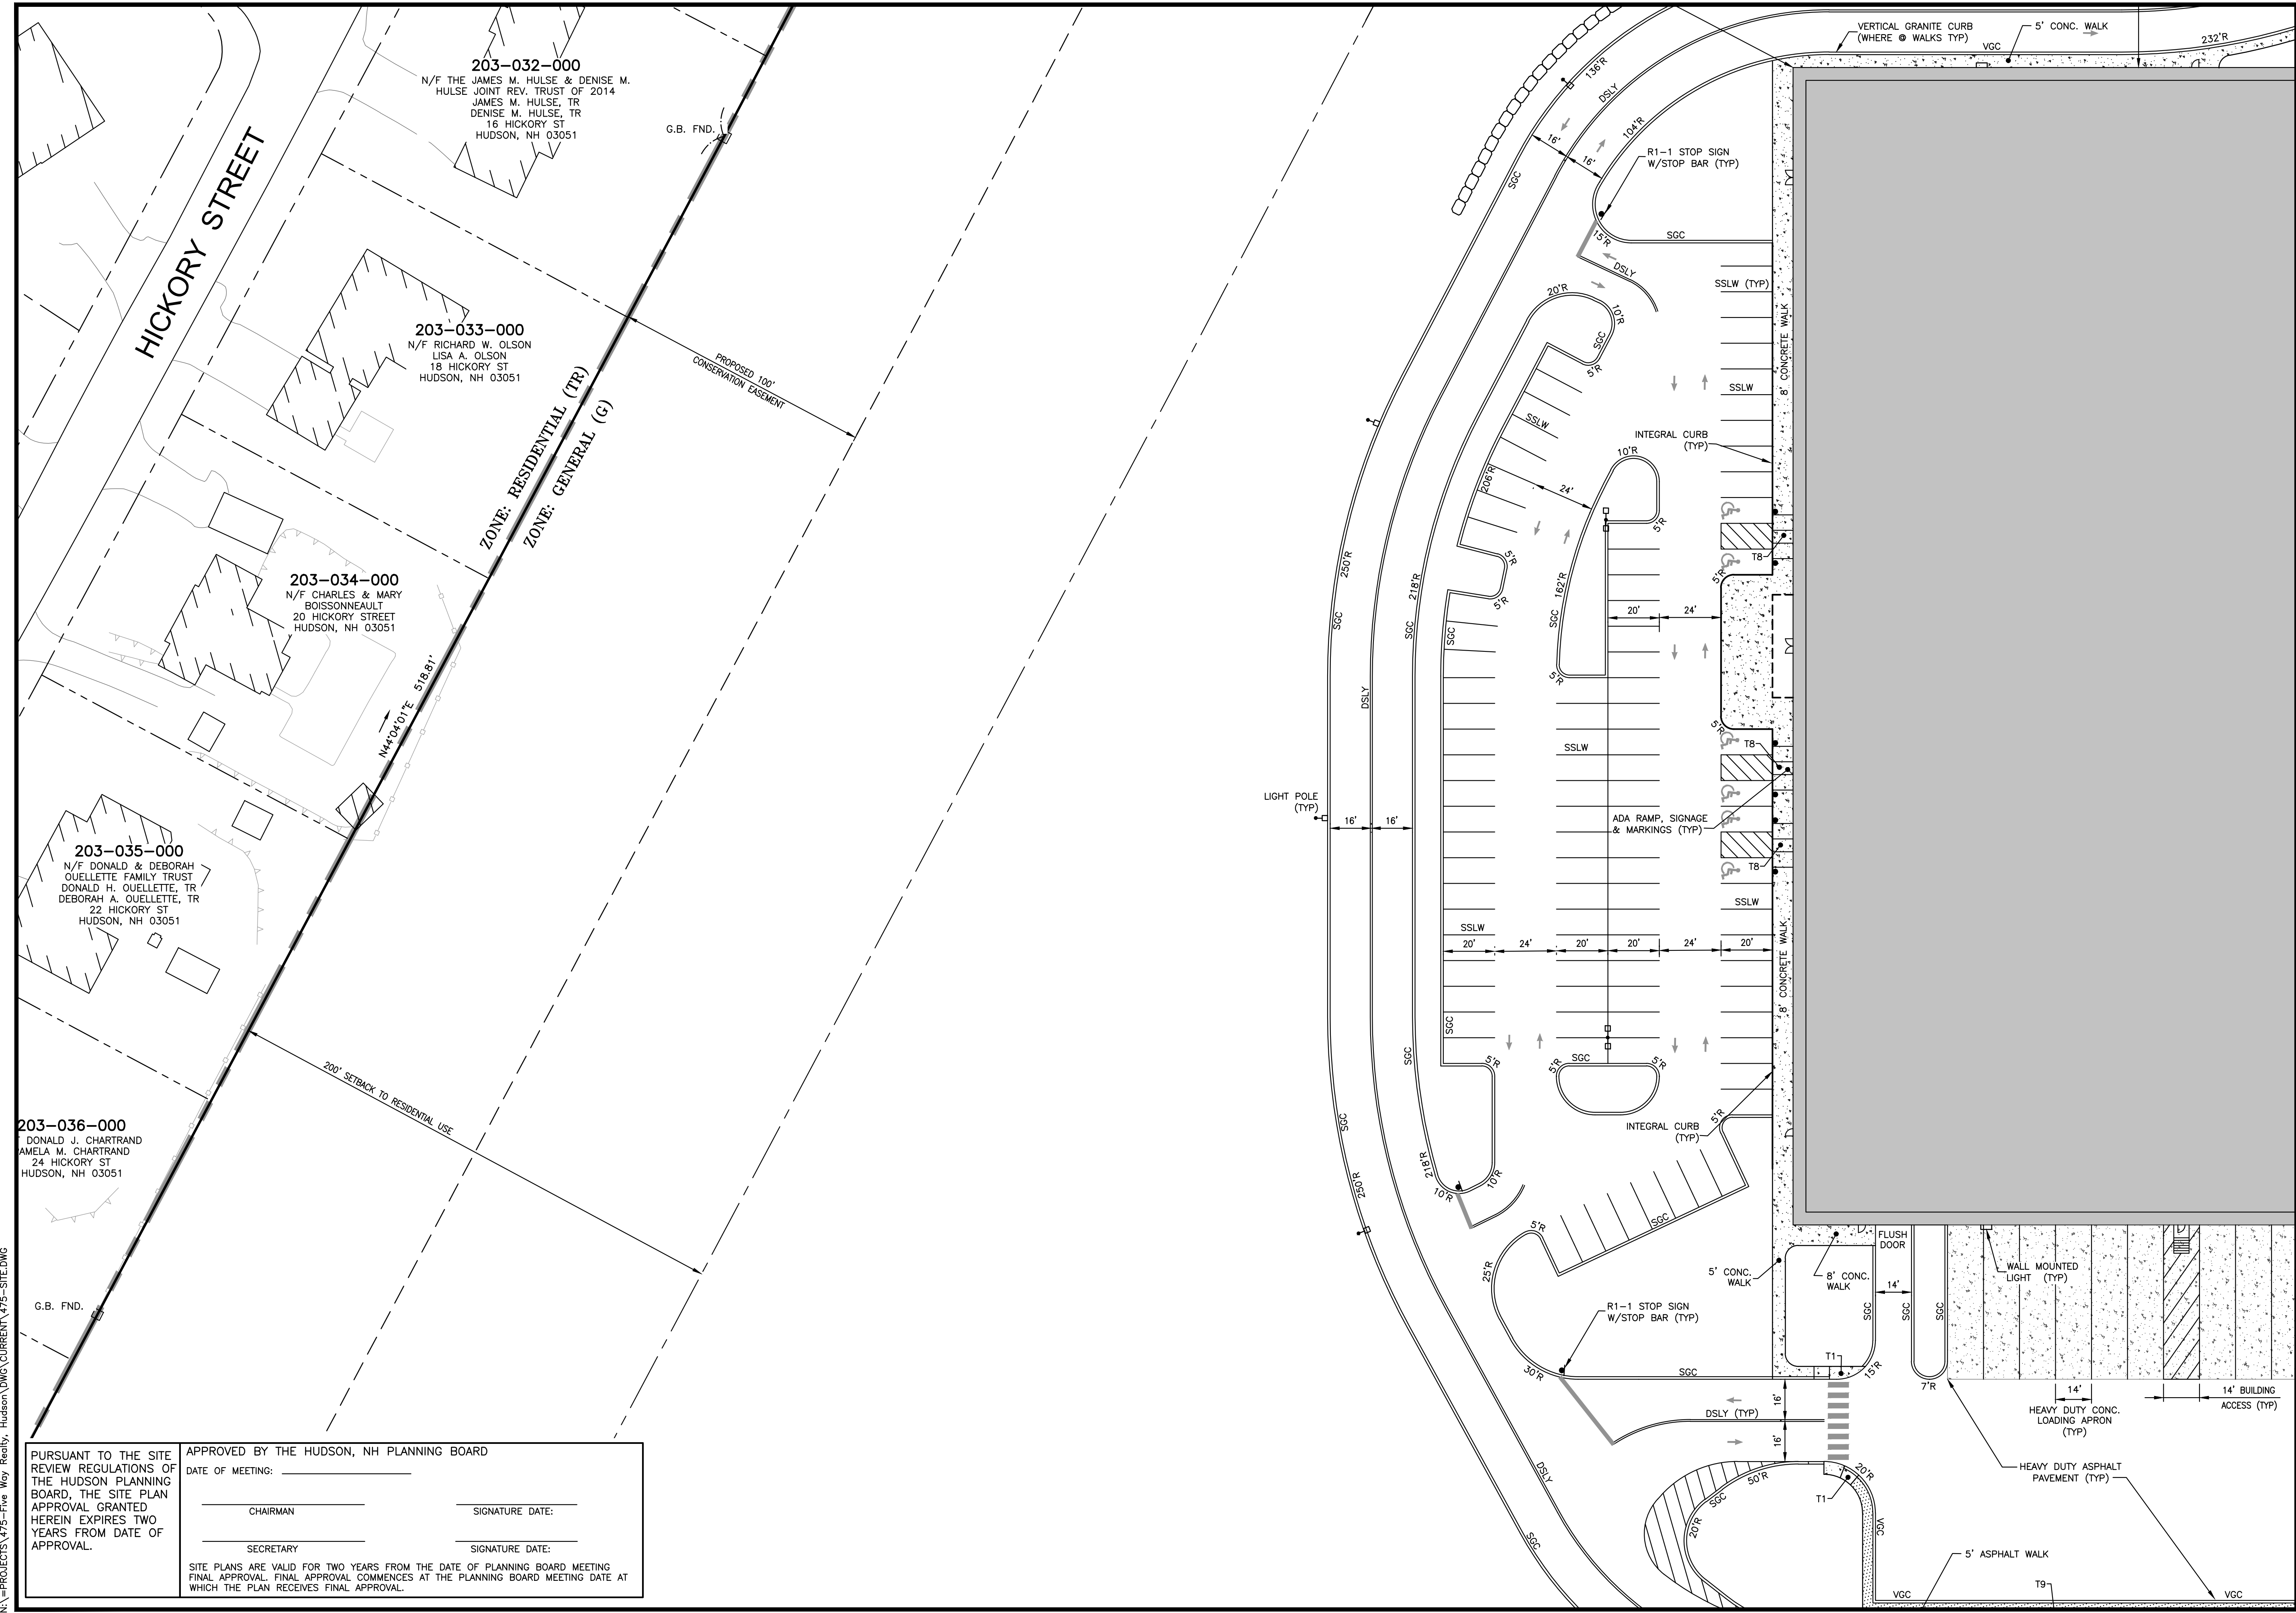 203-032-000
N/F THE JAMES M. HULSE & DENISE M.
HULSE JOINT REV. TRUST OF 2014
JAMES M. HULSE, TR
DENISE M. HULSE, TR
16 HICKORY ST
HUDSON, NH 03051
G.B. FND.
HICKORY STREET
203-033-000
N/F RICHARD W. OLSON
LISA A. OLSON
18 HICKORY ST
HUDSON, NH 03051
PROPOSED 100'
CONSERVATION EASEMENT
ZONE: RESIDENTIAL (TR)
ZONE: GENERAL (G)
203-034-000
N/F CHARLES & MARY
BOISSONNEAULT
20 HICKORY STREET
HUDSON, NH 03051
N44°04'01"E 518.81'
203-035-000
N/F DONALD & DEBORAH
OUELLETTE FAMILY TRUST
DONALD H. OUELLETTE, TR
DEBORAH A. OUELLETTE, TR
22 HICKORY ST
HUDSON, NH 03051
200' SETBACK TO RESIDENTIAL USE
203-036-000
DONALD J. CHARTRAND
AMELA M. CHARTRAND
24 HICKORY ST
HUDSON, NH 03051
G.B. FND.
N:\=PROJECTS\475-Five Way Realty, Hudson\DWG\CURRENT\475-SITE.DWG
PURSUANT TO THE SITE
REVIEW REGULATIONS OF
THE HUDSON PLANNING
BOARD, THE SITE PLAN
APPROVAL GRANTED
HEREIN EXPIRES TWO
YEARS FROM DATE OF
APPROVAL.
APPROVED BY THE HUDSON, NH PLANNING BOARD
DATE OF MEETING:
CHAIRMAN
SIGNATURE DATE:
SECRETARY
SIGNATURE DATE:
SITE PLANS ARE VALID FOR TWO YEARS FROM THE DATE OF PLANNING BOARD MEETING
FINAL APPROVAL. FINAL APPROVAL COMMENCES AT THE PLANNING BOARD MEETING DATE AT
WHICH THE PLAN RECEIVES FINAL APPROVAL.
VERTICAL GRANITE CURB
(WHERE @ WALKS TYP)
5' CONC. WALK
VGC
232'R
136'R
DSLY
104'R
16'
16'
SGC
R1-1 STOP SIGN
W/STOP BAR (TYP)
15'R
SGC
DSLY
SSLW (TYP)
20'R
10'R
SGC
5'R
8' CONCRETE WALK
SSLW
SSLW
INTEGRAL CURB
(TYP)
10'R
206'R
24'
5'R
T8
5'R
5'R
250'R
218'R
162'R
5'R
SGC
SGC
SGC
SGC
20'
24'
5'R
DSLY
5'R
T8
SSLW
LIGHT POLE
(TYP)
16'
16'
ADA RAMP, SIGNAGE
& MARKINGS (TYP)
T8
SSLW
SSLW
20'
24'
20'
20'
24'
20'
8' CONCRETE WALK
SGC
SGC
5'R
5'R
SGC
5'R
SGC
5'R
INTEGRAL CURB
(TYP)
218'R
250'R
10'R
10'R
5'R
SGC
25'R
FLUSH
DOOR
5' CONC.
WALK
8' CONC.
WALK
WALL MOUNTED
LIGHT (TYP)
14'
SGC
SGC
SGC
R1-1 STOP SIGN
W/STOP BAR (TYP)
30'R
SGC
T1
15'R
7'R
14'
HEAVY DUTY CONC.
LOADING APRON
(TYP)
14' BUILDING
ACCESS (TYP)
16'
DSLY (TYP)
16'
HEAVY DUTY ASPHALT
PAVEMENT (TYP)
DSLY
50'R
20'R
SGC
T1
20'R
SGC
VGC
5' ASPHALT WALK
T9
VGC
VGC